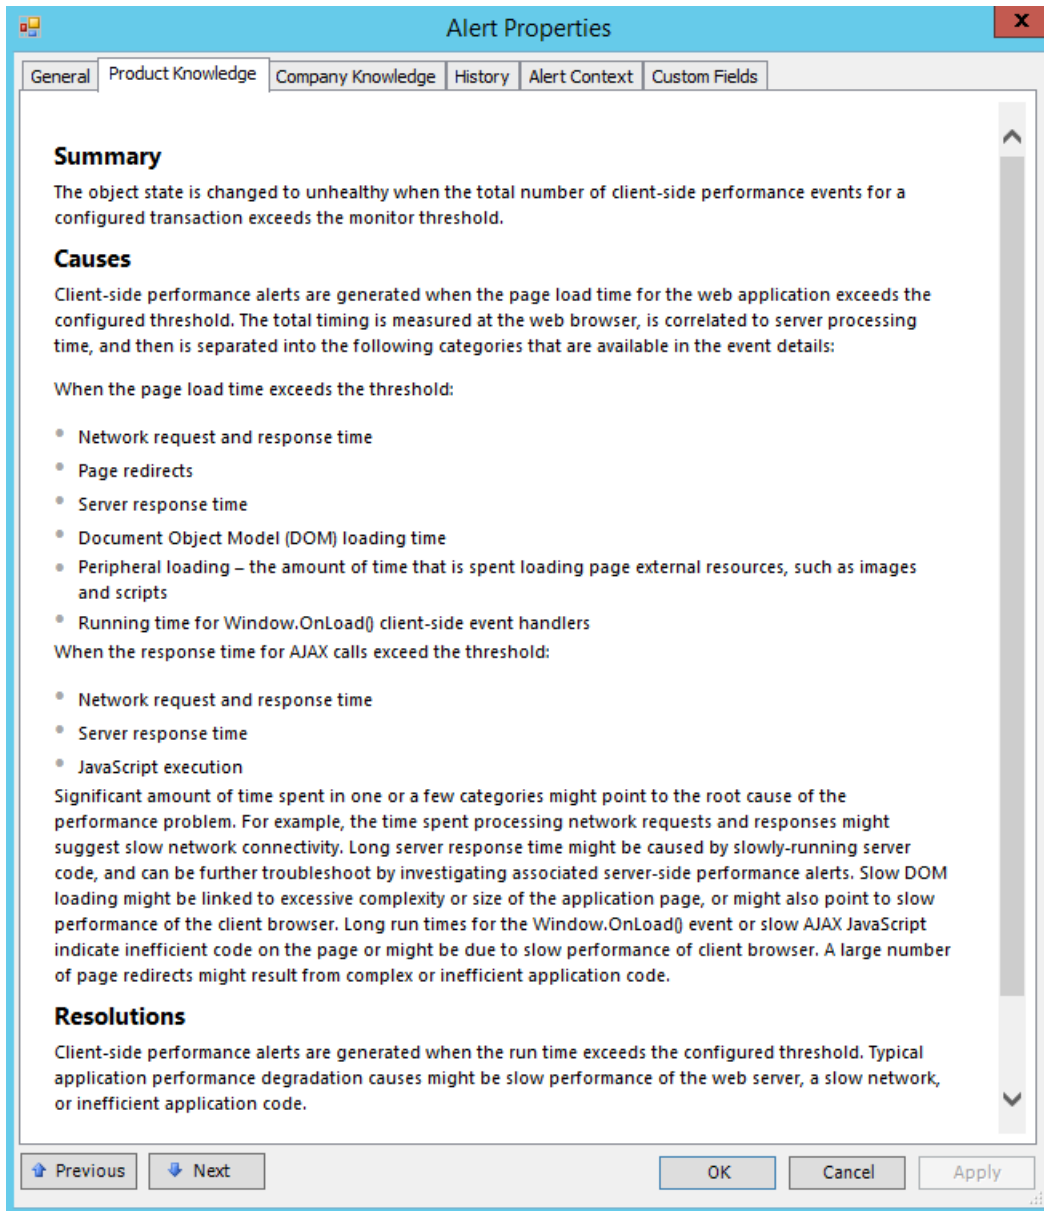 Alert Properties
x
General
Product Knowledge
Company Knowledge
History
Alert Context
Custom Fields
Summary
The object state is changed to unhealthy when the total number of client-side performance events for a
configured transaction exceeds the monitor threshold.
Causes
Client-side performance alerts are generated when the page load time for the web application exceeds the
configured threshold. The total timing is measured at the web browser, is correlated to server processing
time, and then is separated into the following categories that are available in the event details:
When the page load time exceeds the threshold:
• Network request and response time
• Page redirects
• Server response time
• Document Object Model (DOM) loading time
• Peripheral loading – the amount of time that is spent loading page external resources, such as images
and scripts
• Running time for Window.OnLoad() client-side event handlers
When the response time for AJAX calls exceed the threshold:
• Network request and response time
• Server response time
• JavaScript execution
Significant amount of time spent in one or a few categories might point to the root cause of the
performance problem. For example, the time spent processing network requests and responses might
suggest slow network connectivity. Long server response time might be caused by slowly-running server
code, and can be further troubleshoot by investigating associated server-side performance alerts. Slow DOM
loading might be linked to excessive complexity or size of the application page, or might also point to slow
performance of the client browser. Long run times for the Window.OnLoad() event or slow AJAX JavaScript
indicate inefficient code on the page or might be due to slow performance of client browser. A large number
of page redirects might result from complex or inefficient application code.
Resolutions
Client-side performance alerts are generated when the run time exceeds the configured threshold. Typical
application performance degradation causes might be slow performance of the web server, a slow network,
or inefficient application code.
Previous
Next
OK
Cancel
Apply